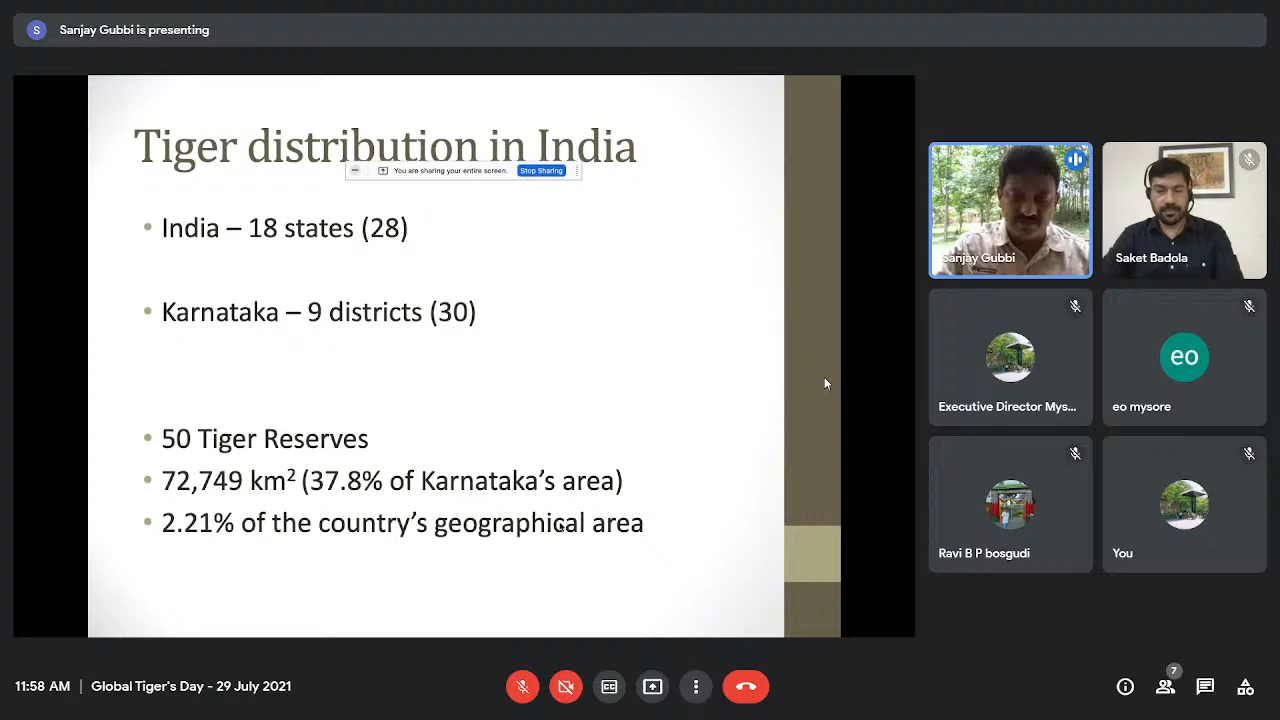 S Sanjay Gubbi is presenting
Tiger distribution in India
You are sharing your entire screen. Stop Sharing
• India – 18 states (28)
• Karnataka – 9 districts (30)
• 50 Tiger Reserves
• 72,749 km² (37.8% of Karnataka's area)
• 2.21% of the country's geographical area
Sanjay Gubbi
Saket Badola
Executive Director Mys...
eo
eo mysore
Ravi B P bosgudi
You
11:58 AM | Global Tiger's Day - 29 July 2021
CC
7